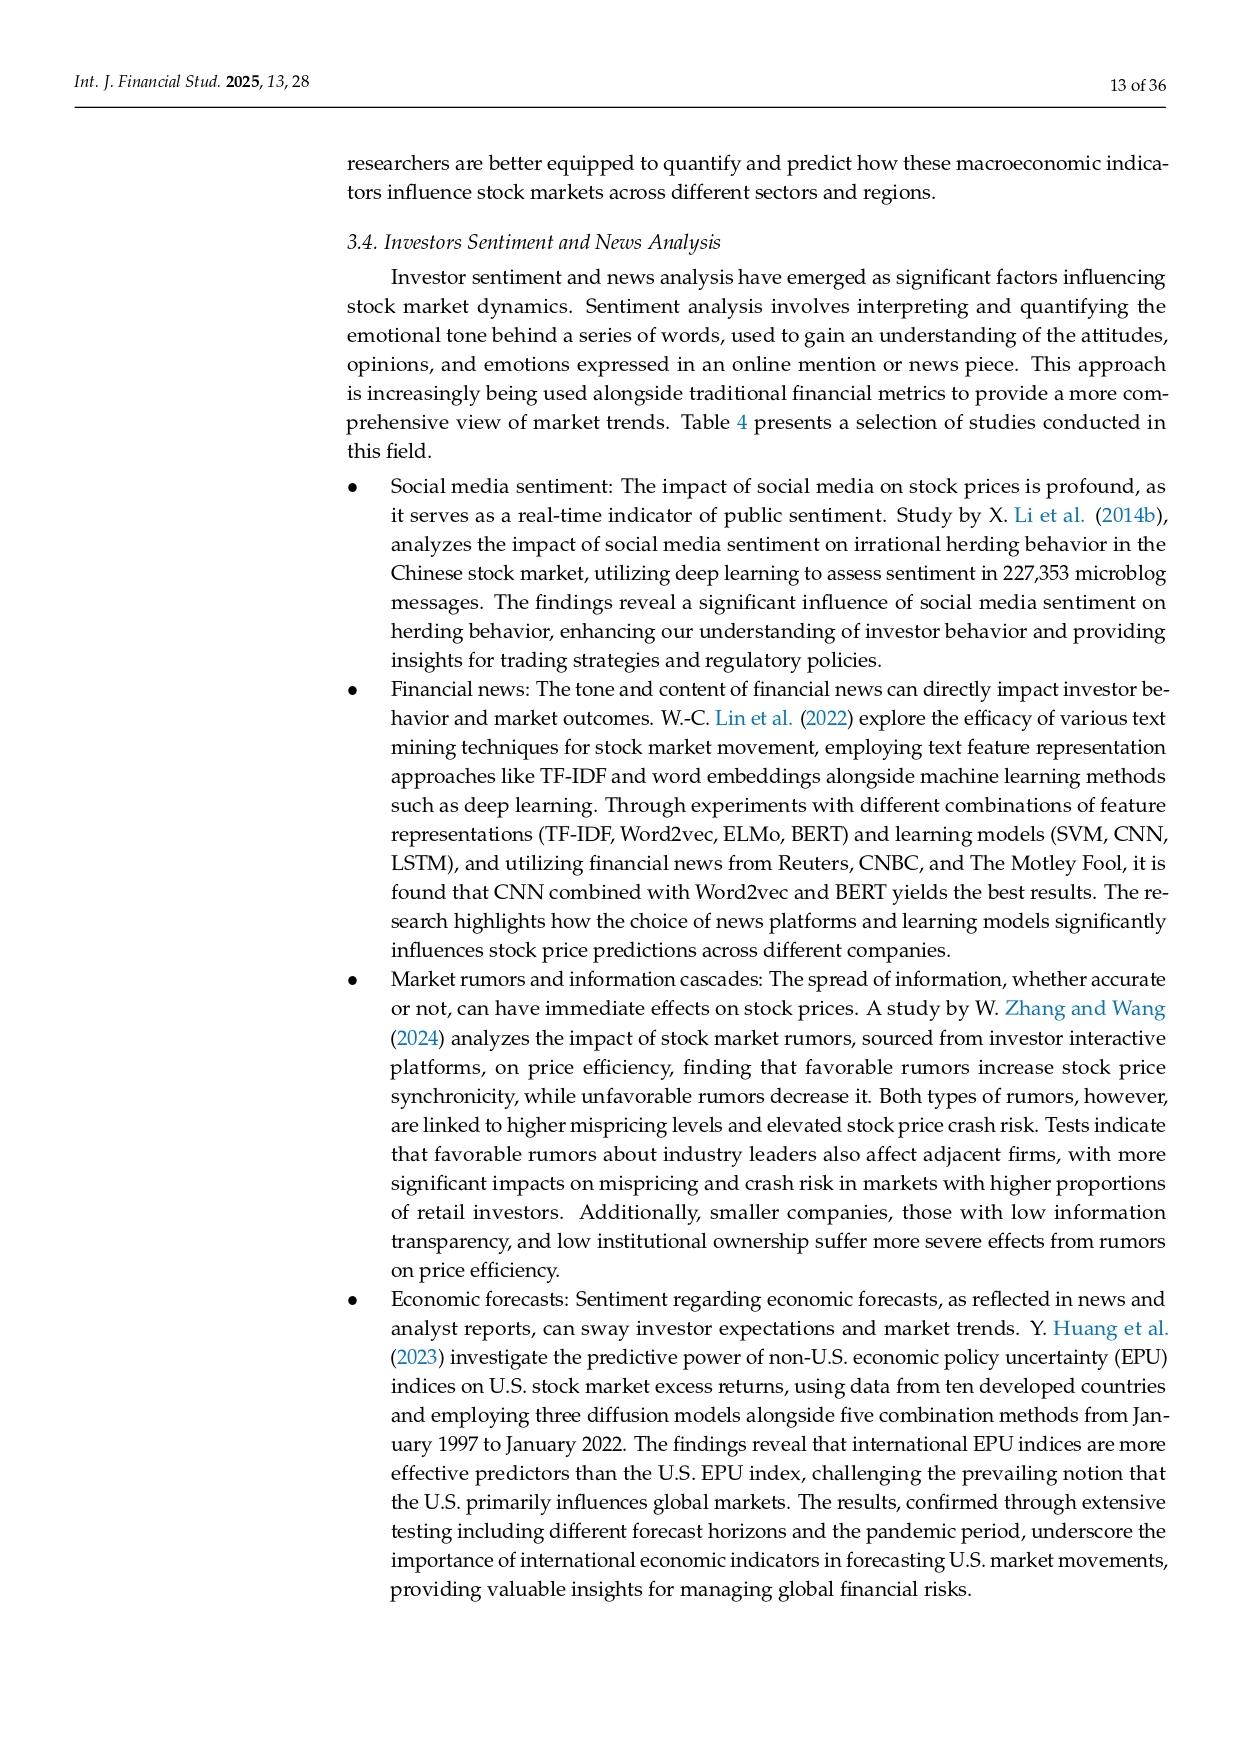 Int. J. Financial Stud. 2025, 13, 28
13 of 36
researchers are better equipped to quantify and predict how these macroeconomic indica-
tors influence stock markets across different sectors and regions.
3.4. Investors Sentiment and News Analysis
Investor sentiment and news analysis have emerged as significant factors influencing
stock market dynamics. Sentiment analysis involves interpreting and quantifying the
emotional tone behind a series of words, used to gain an understanding of the attitudes,
opinions, and emotions expressed in an online mention or news piece. This approach
is increasingly being used alongside traditional financial metrics to provide a more com-
prehensive view of market trends. Table 4 presents a selection of studies conducted in
this field.
● Social media sentiment: The impact of social media on stock prices is profound, as
it serves as a real-time indicator of public sentiment. Study by X. Li et al. (2014b),
analyzes the impact of social media sentiment on irrational herding behavior in the
Chinese stock market, utilizing deep learning to assess sentiment in 227,353 microblog
messages. The findings reveal a significant influence of social media sentiment on
herding behavior, enhancing our understanding of investor behavior and providing
insights for trading strategies and regulatory policies.
● Financial news: The tone and content of financial news can directly impact investor be-
havior and market outcomes. W.-C. Lin et al. (2022) explore the efficacy of various text
mining techniques for stock market movement, employing text feature representation
approaches like TF-IDF and word embeddings alongside machine learning methods
such as deep learning. Through experiments with different combinations of feature
representations (TF-IDF, Word2vec, ELMo, BERT) and learning models (SVM, CNN,
LSTM), and utilizing financial news from Reuters, CNBC, and The Motley Fool, it is
found that CNN combined with Word2vec and BERT yields the best results. The re-
search highlights how the choice of news platforms and learning models significantly
influences stock price predictions across different companies.
● Market rumors and information cascades: The spread of information, whether accurate
or not, can have immediate effects on stock prices. A study by W. Zhang and Wang
(2024) analyzes the impact of stock market rumors, sourced from investor interactive
platforms, on price efficiency, finding that favorable rumors increase stock price
synchronicity, while unfavorable rumors decrease it. Both types of rumors, however,
are linked to higher mispricing levels and elevated stock price crash risk. Tests indicate
that favorable rumors about industry leaders also affect adjacent firms, with more
significant impacts on mispricing and crash risk in markets with higher proportions
of retail investors. Additionally, smaller companies, those with low information
transparency, and low institutional ownership suffer more severe effects from rumors
on price efficiency.
● Economic forecasts: Sentiment regarding economic forecasts, as reflected in news and
analyst reports, can sway investor expectations and market trends. Y. Huang et al.
(2023) investigate the predictive power of non-U.S. economic policy uncertainty (EPU)
indices on U.S. stock market excess returns, using data from ten developed countries
and employing three diffusion models alongside five combination methods from Jan-
uary 1997 to January 2022. The findings reveal that international EPU indices are more
effective predictors than the U.S. EPU index, challenging the prevailing notion that
the U.S. primarily influences global markets. The results, confirmed through extensive
testing including different forecast horizons and the pandemic period, underscore the
importance of international economic indicators in forecasting U.S. market movements,
providing valuable insights for managing global financial risks.